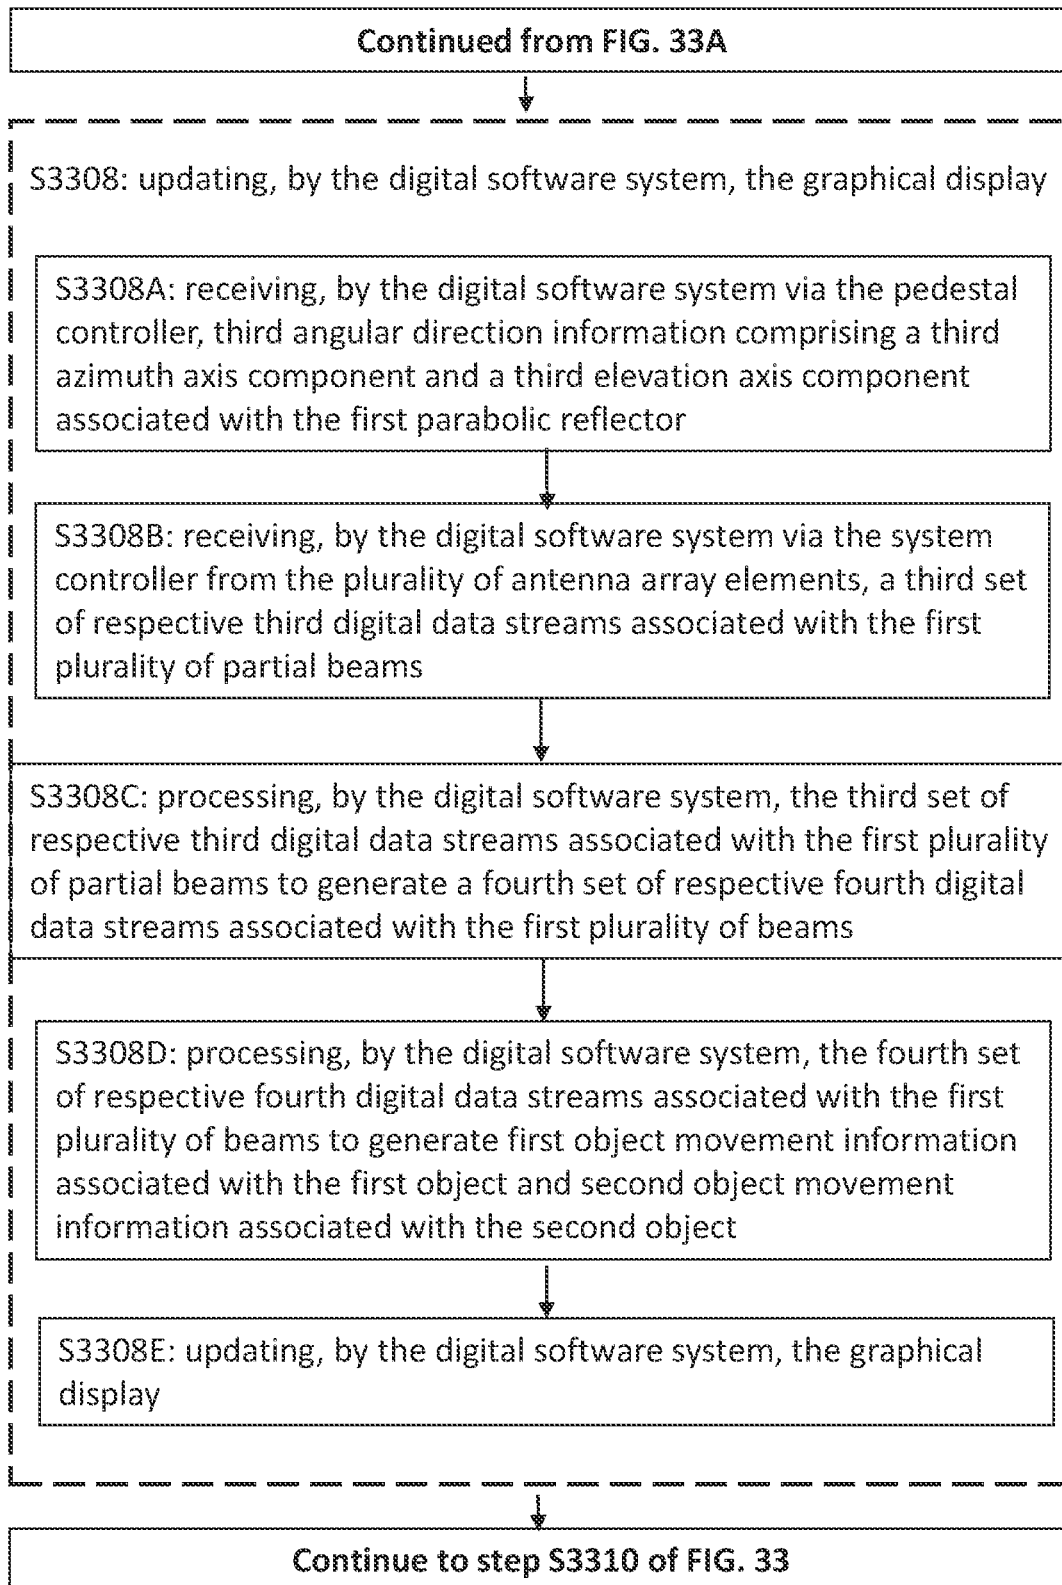 Continued from FIG. 33A
S3308: updating, by the digital software system, the graphical display
S3308A: receiving, by the digital software system via the pedestal
controller, third angular direction information comprising a third
azimuth axis component and a third elevation axis component
associated with the first parabolic reflector
S3308B: receiving, by the digital software system via the system
controller from the plurality of antenna array elements, a third set
of respective third digital data streams associated with the first
plurality of partial beams
S3308C: processing, by the digital software system, the third set of
respective third digital data streams associated with the first plurality
of partial beams to generate a fourth set of respective fourth digital
data streams associated with the first plurality of beams
S3308D: processing, by the digital software system, the fourth set
of respective fourth digital data streams associated with the first
plurality of beams to generate first object movement information
associated with the first object and second object movement
information associated with the second object
S3308E: updating, by the digital software system, the graphical
display
Continue to step S3310 of FIG. 33